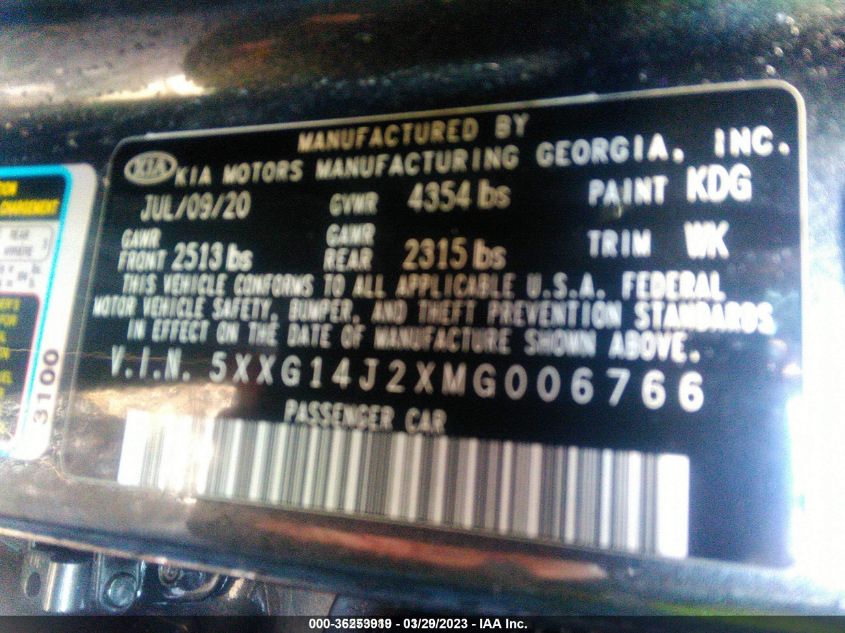 MANUFACTURED BY
KIA KIA MOTORS MANUFACTURING GEORGIA, INC.
JUL/09/20 GVWR 4354 lbs PAINT KDG
GAWR FRONT 2513 lbs GAWR REAR 2315 lbs TRIM WK
THIS VEHICLE CONFORMS TO ALL APPLICABLE U.S.A. FEDERAL
MOTOR VEHICLE SAFETY, BUMPER, AND THEFT PREVENTION STANDARDS
IN EFFECT ON THE DATE OF MANUFACTURE SHOWN ABOVE.
V.I.N. 5XXG14J2XMG006766
PASSENGER CAR
REAR
3100
03/29/2023 - IAA Inc.